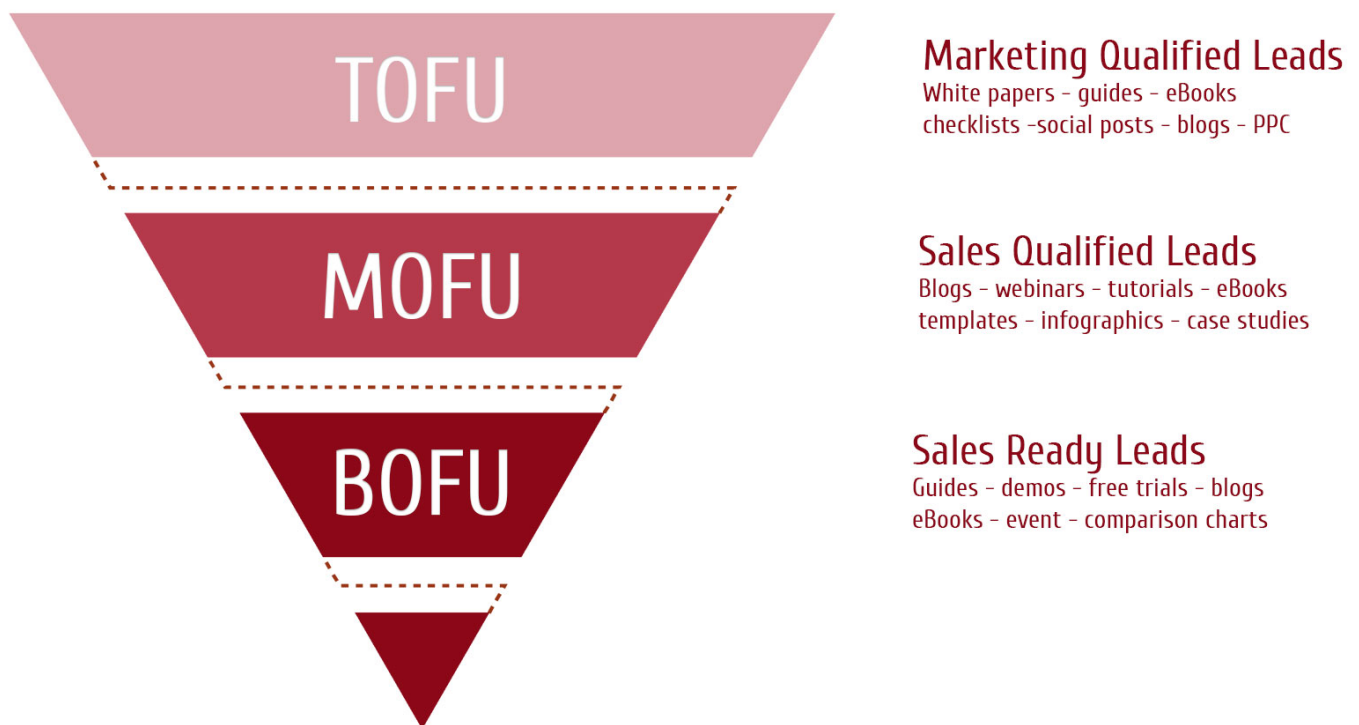 TOFU
Marketing Qualified Leads
White papers - guides - eBooks
checklists -social posts - blogs - PPC
MOFU
Sales Qualified Leads
Blogs - webinars - tutorials - eBooks
templates - infographics - case studies
BOFU
Sales Ready Leads
Guides - demos - free trials - blogs
eBooks - event - comparison charts